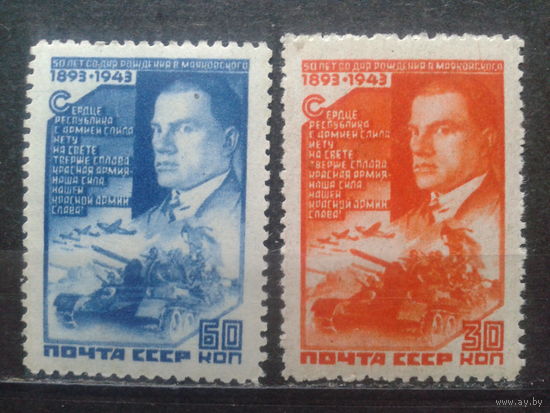 50 ЛЕТ СО ДНЯ РОЖДЕНИЯ В. МАЯКОВСКОГО
1893•1943
СЕРДЦЕ
РЕСПУБЛИКА
С АРМИЕЙ СЛИЛА
НЕТУ
НА СВЕТЕ
ТВЕРЖЕ СПЛАВА
КРАСНАЯ АРМИЯ-
НАША СИЛА
НАШЕЙ
КРАСНОЙ АРМИИ
СЛАВА!
60
ПОЧТА СССР КОП
50 ЛЕТ СО ДНЯ РОЖДЕНИЯ В. МАЯКОВСКОГО
1893•1943
СЕРДЦЕ
РЕСПУБЛИКА
С АРМИЕЙ СЛИЛА
НЕТУ
НА СВЕТЕ
ТВЕРЖЕ СПЛАВА
КРАСНАЯ АРМИЯ-
НАША СИЛА
НАШЕЙ
КРАСНОЙ АРМИИ
СЛАВА!
30
ПОЧТА СССР КОП
www.ay.by